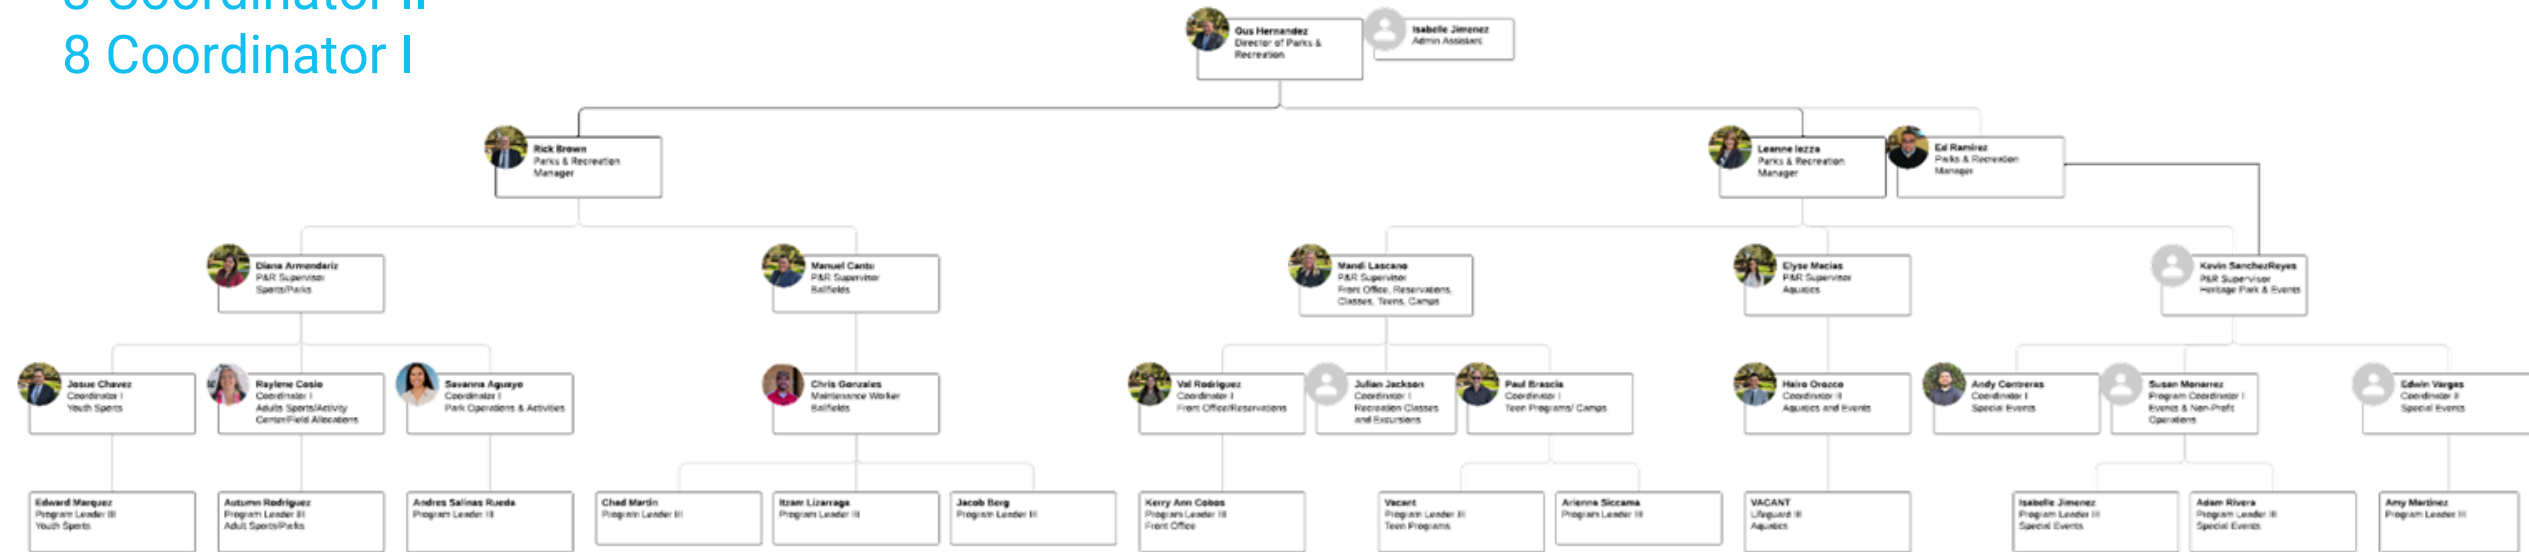 8 Coordinator I
Gus Hernandez
Director of Parks &
Recreation
Isabelle Jimenez
Admin Assistant
Rick Brown
Parks & Recreation
Manager
Leanne Iezza
Parks & Recreation
Manager
Ed Ramirez
Parks & Recreation
Manager
Diana Armendariz
P&R Supervisor
Sports/Parks
Manuel Cantu
P&R Supervisor
Ballfields
Mandi Lascano
P&R Supervisor
Front Office, Reservations,
Classes, Teens, Camps
Elyse Macias
P&R Supervisor
Aquatics
Kevin SanchezReyes
P&R Supervisor
Heritage Park & Events
Josue Chavez
Coordinator I
Youth Sports
Raylene Cosio
Coordinator I
Adults Sports/Activity
Center/Field Allocations
Savanna Aguayo
Coordinator I
Park Operations & Activities
Chris Gonzales
Maintenance Worker
Ballfields
Val Rodriguez
Coordinator I
Front Office/Reservations
Julian Jackson
Coordinator I
Recreation Classes
and Excursions
Paul Brascia
Coordinator I
Teen Programs/ Camps
Hairo Orozco
Coordinator II
Aquatics and Events
Andy Contreras
Coordinator I
Special Events
Susan Monarrez
Program Coordinator I
Events & Non-Profit
Operations
Edwin Vargas
Coordinator II
Special Events
Edward Marquez
Program Leader III
Youth Sports
Autumn Rodriguez
Program Leader III
Adult Sports/Parks
Andres Salinas Rueda
Program Leader III
Chad Martin
Program Leader III
Itzam Lizarraga
Program Leader III
Jacob Berg
Program Leader III
Kerry Ann Cobos
Program Leader III
Front Office
Vacant
Program Leader III
Teen Programs
Arienna Siccama
Program Leader III
VACANT
Lifeguard III
Aquatics
Isabelle Jimenez
Program Leader III
Special Events
Adam Rivera
Program Leader III
Special Events
Amy Martinez
Program Leader III